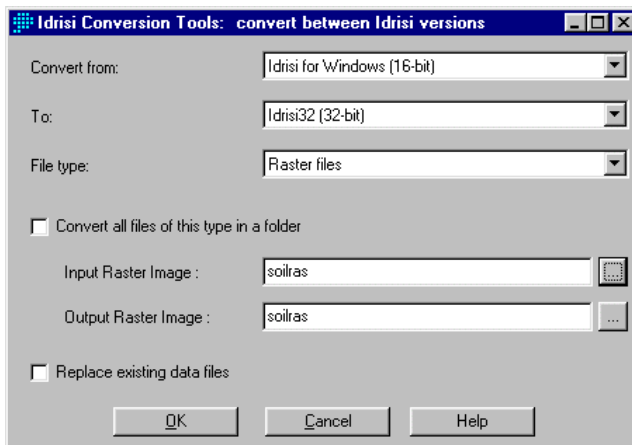 Idrisi Conversion Tools: convert between Idrisi versions
Convert from: Idrisi for Windows (16-bit)
To: Idrisi32 (32-bit)
File type: Raster files
Convert all files of this type in a folder
Input Raster Image : soilras ...
Output Raster Image : soilras ...
Replace existing data files
OK Cancel Help